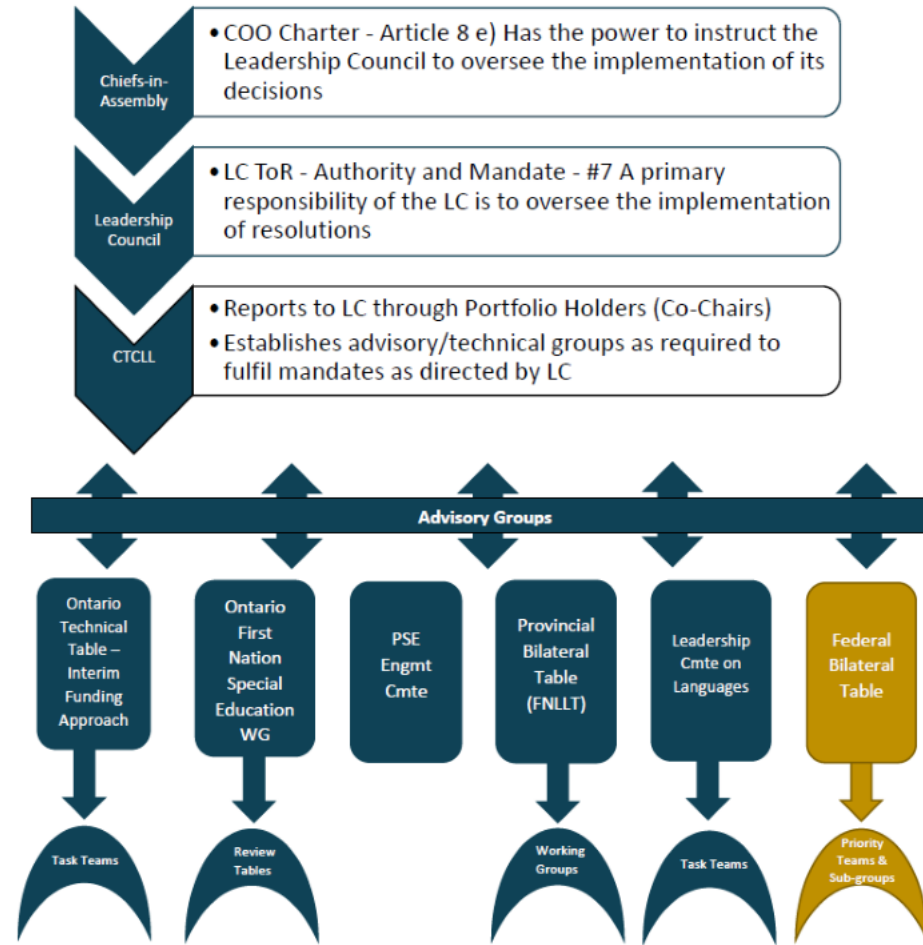 Chiefs-in-
Assembly
• COO Charter - Article 8 e) Has the power to instruct the
Leadership Council to oversee the implementation of its
decisions
Leadership
Council
• LC ToR - Authority and Mandate - #7 A primary
responsibility of the LC is to oversee the implementation
of resolutions
CTCLL
• Reports to LC through Portfolio Holders (Co-Chairs)
• Establishes advisory/technical groups as required to
fulfil mandates as directed by LC
Advisory Groups
Ontario
Technical
Table –
Interim
Funding
Approach
Ontario
First
Nation
Special
Education
WG
PSE
Engmt
Cmte
Provincial
Bilateral
Table
(FNLLT)
Leadership
Cmte on
Languages
Federal
Bilateral
Table
Task Teams
Review
Tables
Working
Groups
Task Teams
Priority
Teams &
Sub-groups